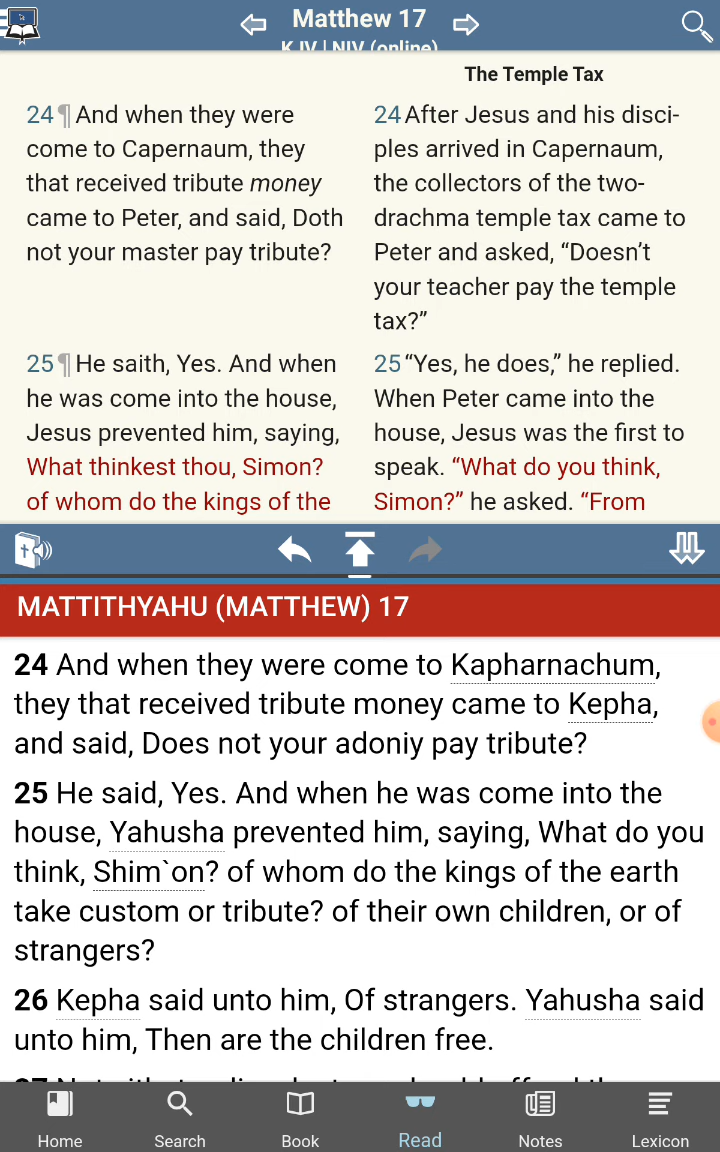 Matthew 17
KJV | NIV (online)
The Temple Tax
24 ¶ And when they were
come to Capernaum, they
that received tribute money
came to Peter, and said, Doth
not your master pay tribute?
24 After Jesus and his disci-
ples arrived in Capernaum,
the collectors of the two-
drachma temple tax came to
Peter and asked, “Doesn’t
your teacher pay the temple
tax?”
25 ¶ He saith, Yes. And when
he was come into the house,
Jesus prevented him, saying,
What thinkest thou, Simon?
of whom do the kings of the
25 “Yes, he does,” he replied.
When Peter came into the
house, Jesus was the first to
speak. “What do you think,
Simon?” he asked. “From
MATTITHYAHU (MATTHEW) 17
24 And when they were come to Kapharnachum,
they that received tribute money came to Kepha,
and said, Does not your adoniy pay tribute?
25 He said, Yes. And when he was come into the
house, Yahusha prevented him, saying, What do you
think, Shim`on? of whom do the kings of the earth
take custom or tribute? of their own children, or of
strangers?
26 Kepha said unto him, Of strangers. Yahusha said
unto him, Then are the children free.
Home
Search
Book
Read
Notes
Lexicon